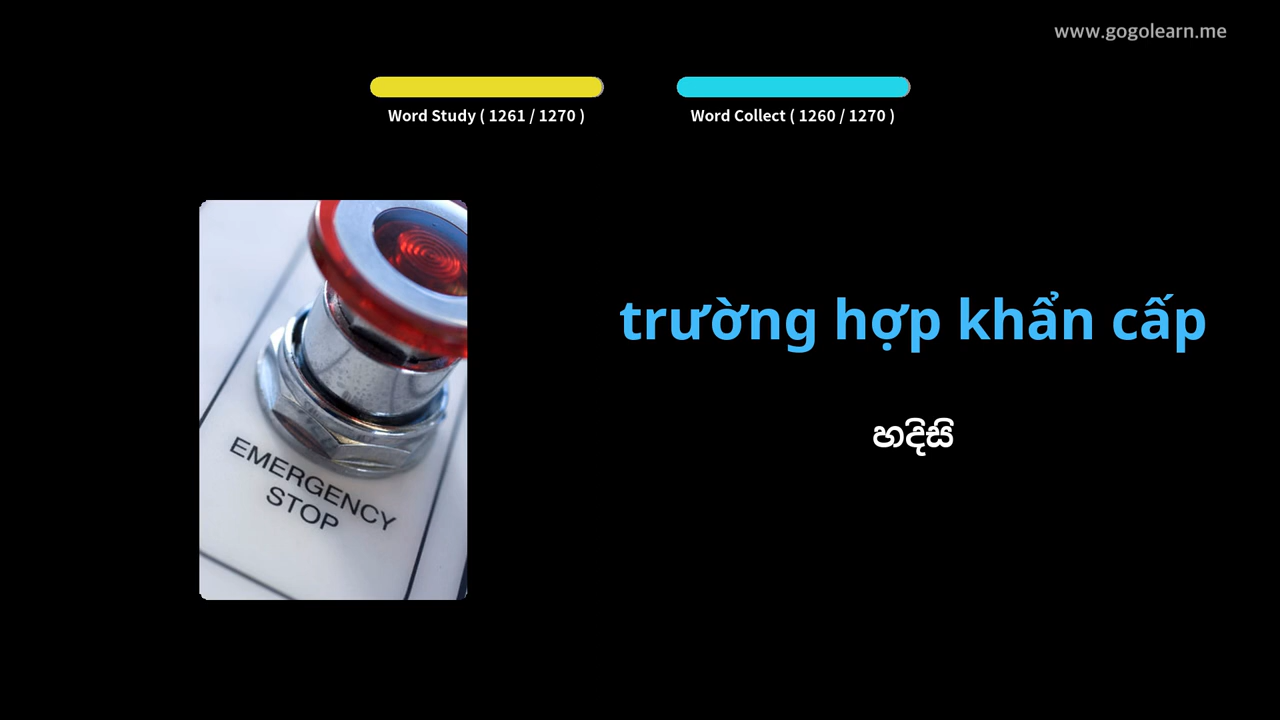 www.gogolearn.me
Word Study ( 1261 / 1270 )
Word Collect ( 1260 / 1270 )
trường hợp khẩn cấp
හදිසි
EMERGENCY
STOP